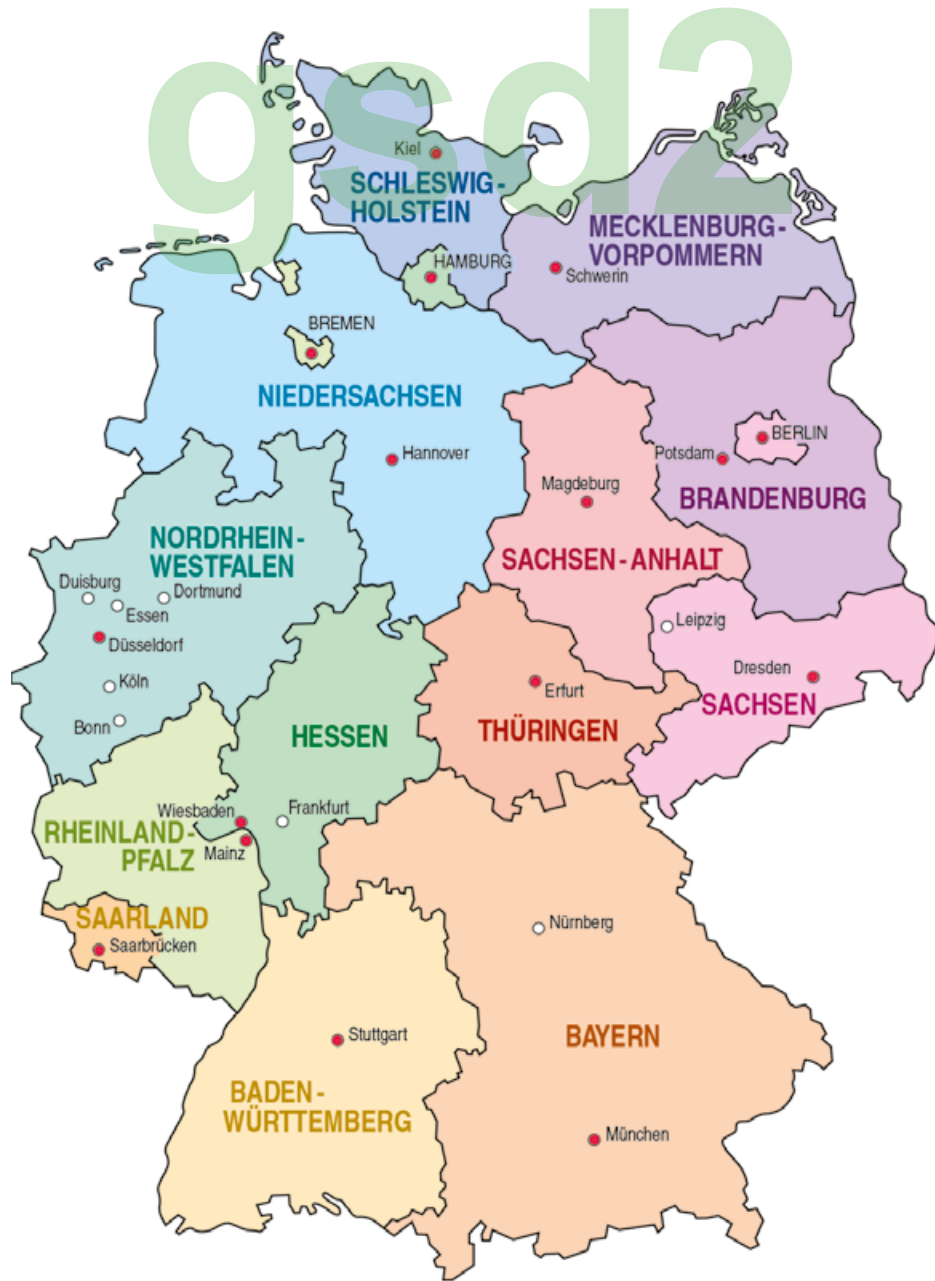 gsd2
Kiel
SCHLESWIG-
HOLSTEIN
MECKLENBURG-
VORPOMMERN
HAMBURG
Schwerin
BREMEN
NIEDERSACHSEN
Hannover
BERLIN
Potsdam
Magdeburg
BRANDENBURG
NORDRHEIN-
WESTFALEN
SACHSEN-ANHALT
Duisburg
Dortmund
Essen
Düsseldorf
Leipzig
Köln
Dresden
Erfurt
SACHSEN
Bonn
HESSEN
THÜRINGEN
Wiesbaden
Frankfurt
RHEINLAND-
PFALZ
Mainz
SAARLAND
Saarbrücken
Nürnberg
Stuttgart
BAYERN
BADEN-
WÜRTTEMBERG
München